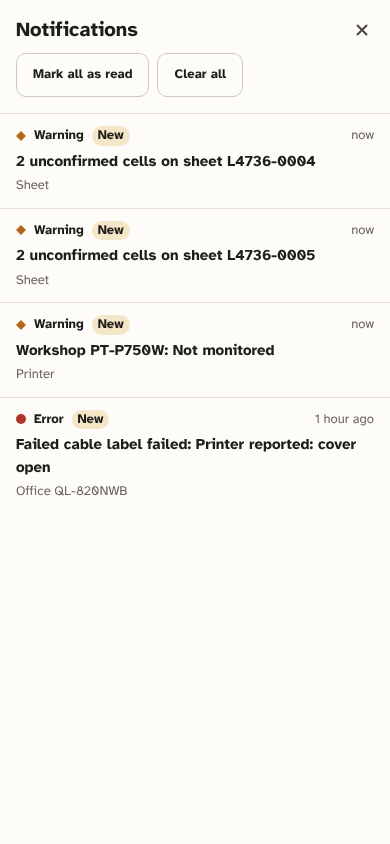 Notifications
Mark all as read
Clear all
Warning New now
2 unconfirmed cells on sheet L4736-0004
Sheet
Warning New now
2 unconfirmed cells on sheet L4736-0005
Sheet
Warning New now
Workshop PT-P750W: Not monitored
Printer
Error New 1 hour ago
Failed cable label failed: Printer reported: cover
open
Office QL-820NWB